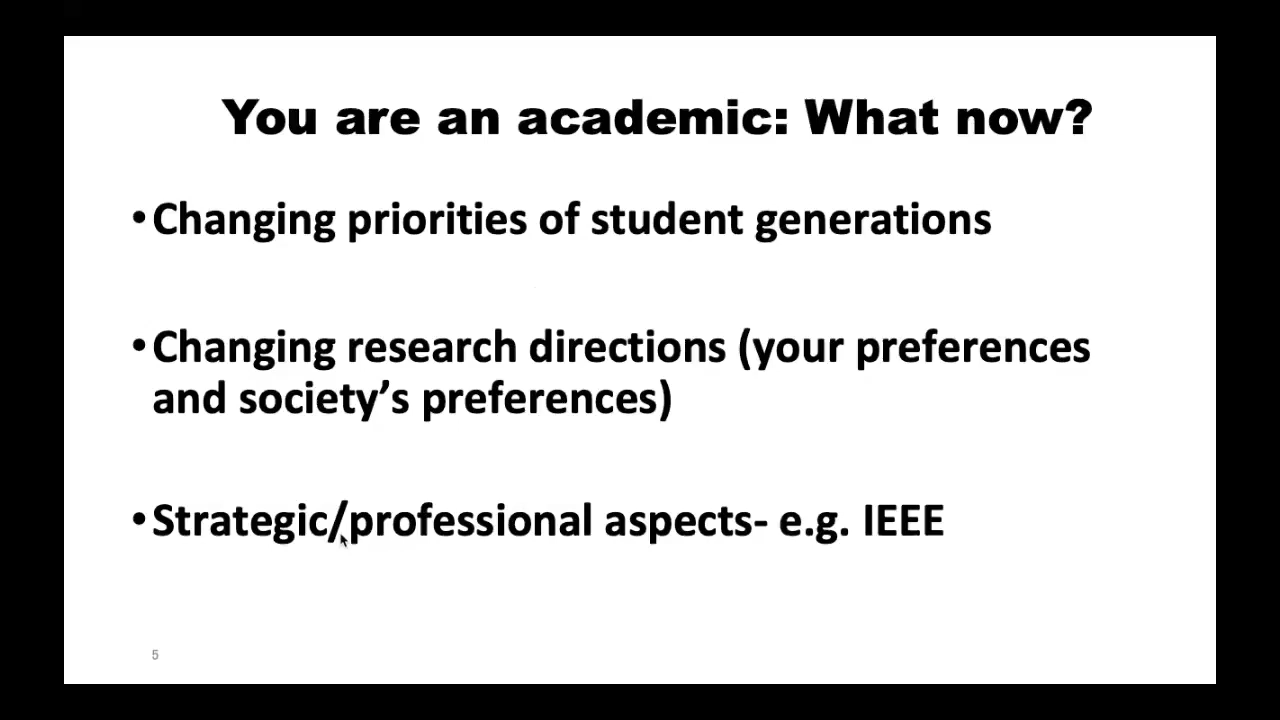 You are an academic: What now?
•Changing priorities of student generations
•Changing research directions (your preferences
and society’s preferences)
•Strategic/professional aspects- e.g. IEEE
5